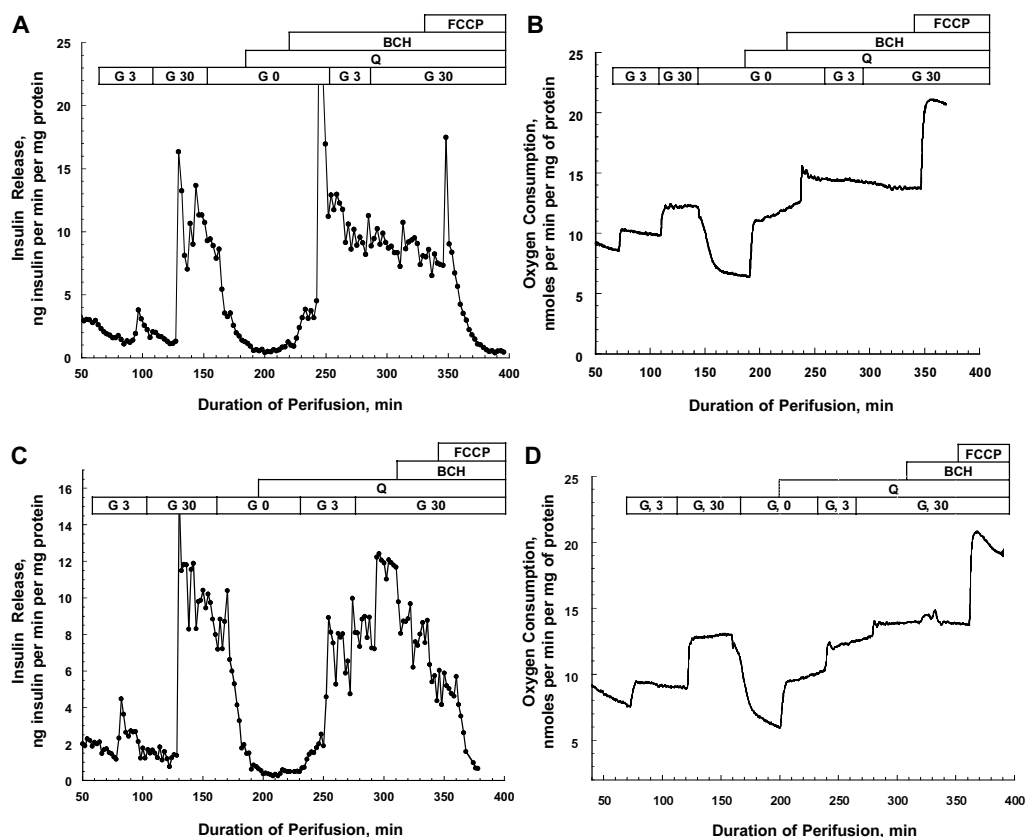 A
FCCP
BCH
Q
G 3 G 30 G 0 G 3 G 30
25
20
15
10
5
0
Insulin Release,
ng insulin per min per mg protein
50 100 150 200 250 300 350 400
Duration of Perifusion, min
B
FCCP
BCH
Q
G 3 G 30 G 0 G 3 G 30
25
20
15
10
5
0
Oxygen Consumption,
nmoles per min per mg of protein
50 100 150 200 250 300 350 400
Duration of Perifusion, min
C
FCCP
BCH
Q
G 3 G 30 G 0 G 3 G 30
16
14
12
10
8
6
4
2
0
Insulin Release,
ng insulin per min per mg protein
50 100 150 200 250 300 350 400
Duration of Perifusion, min
D
FCCP
BCH
Q
G, 3 G, 30 G, 0 G, 3 G, 30
25
20
15
10
5
Oxygen Consumption,
nmoles per min per mg of protein
50 100 150 200 250 300 350 400
Duration of Perifusion, min